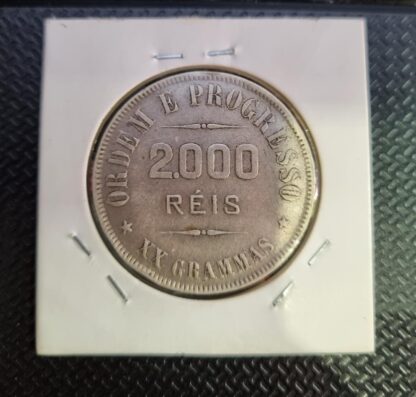 ORDEM E PROGRESSO
2.000
RÉIS
XX GRAMMAS